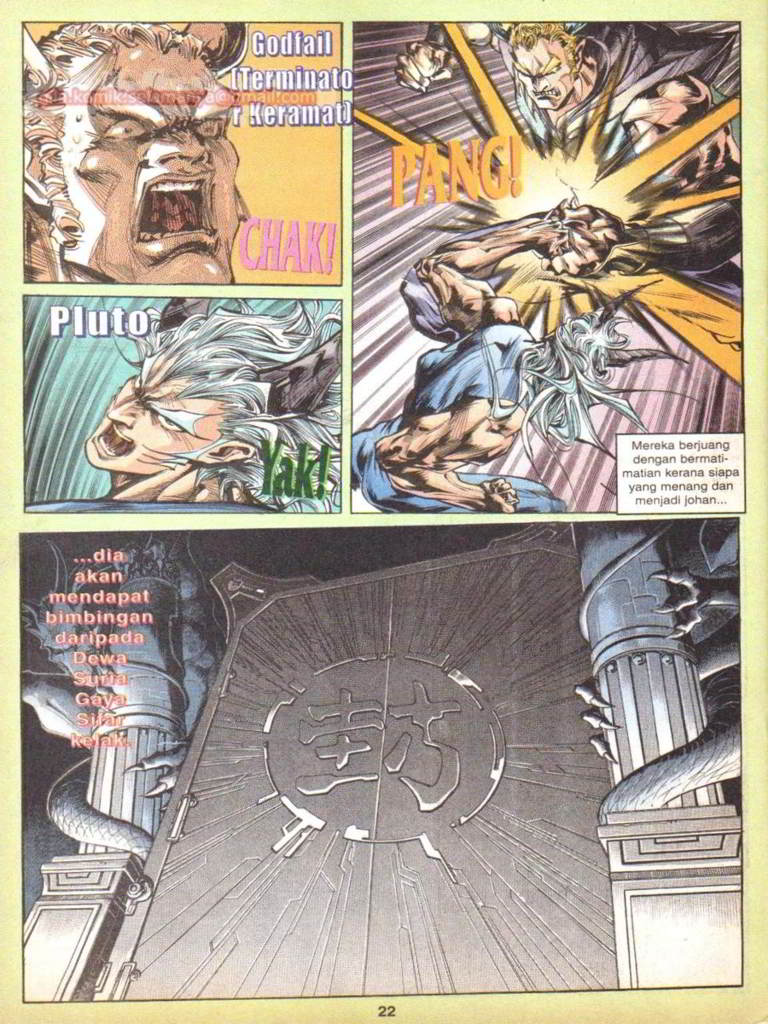 Godfail
(Terminato
r Keramat)
CHAK!
PANG!
Pluto
Yak!
Mereka berjuang
dengan bermati-
matian kerana siapa
yang menang dan
menjadi johan...
...dia
akan
mendapat
bimbingan
daripada
Dewa
Suria
Gaya
Sifar
kelak.
封
22